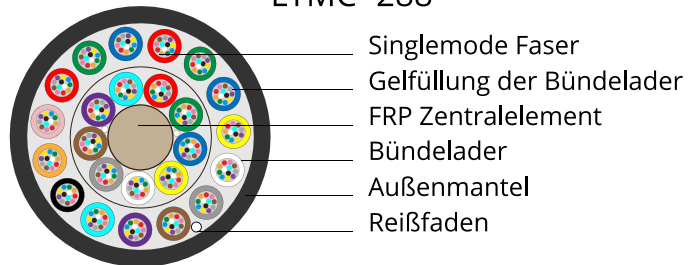 Singlemode Faser
Gelfüllung der Bündelader
FRP Zentralelement
Bündelader
Außenmantel
Reißfaden